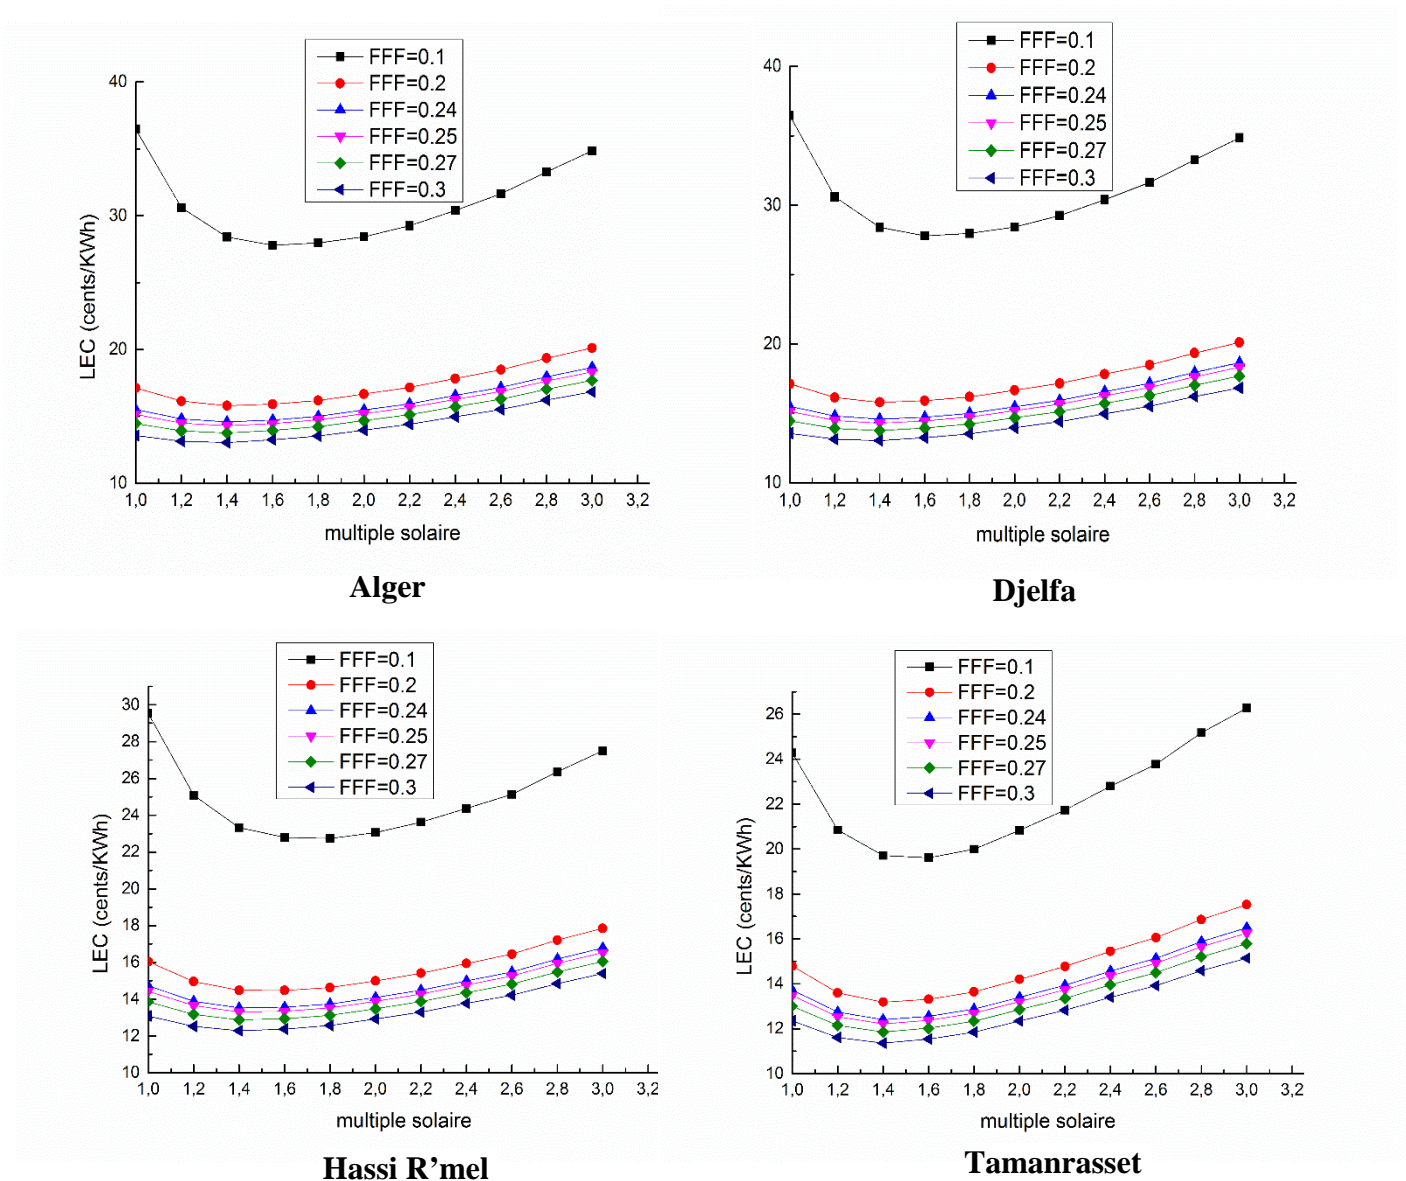 FFF=0.1
FFF=0.2
FFF=0.24
FFF=0.25
FFF=0.27
FFF=0.3
40
30
20
10
LEC (cents/KWh)
1,0 1,2 1,4 1,6 1,8 2,0 2,2 2,4 2,6 2,8 3,0 3,2
multiple solaire
Alger
FFF=0.1
FFF=0.2
FFF=0.24
FFF=0.25
FFF=0.27
FFF=0.3
40
30
20
10
1,0 1,2 1,4 1,6 1,8 2,0 2,2 2,4 2,6 2,8 3,0 3,2
multiple solaire
Djelfa
FFF=0.1
FFF=0.2
FFF=0.24
FFF=0.25
FFF=0.27
FFF=0.3
30
28
26
24
22
20
18
16
14
12
10
LEC (cents/KWh)
1,0 1,2 1,4 1,6 1,8 2,0 2,2 2,4 2,6 2,8 3,0 3,2
multiple solaire
Hassi R’mel
FFF=0.1
FFF=0.2
FFF=0.24
FFF=0.25
FFF=0.27
FFF=0.3
26
24
22
20
18
16
14
12
10
LEC (cents/KWh)
1,0 1,2 1,4 1,6 1,8 2,0 2,2 2,4 2,6 2,8 3,0 3,2
multiple solaire
Tamanrasset